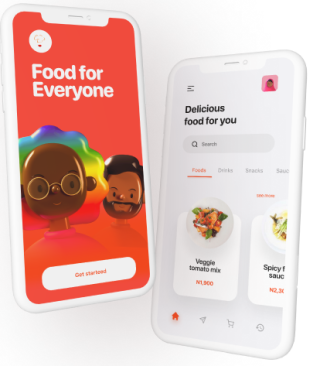 Food for
Everyone
Get started
Delicious
food for you
Search
Foods
Drinks
Snacks
Sauc
see more
Veggie
tomato mix
N1,900
Spicy f
sauc
N2,3